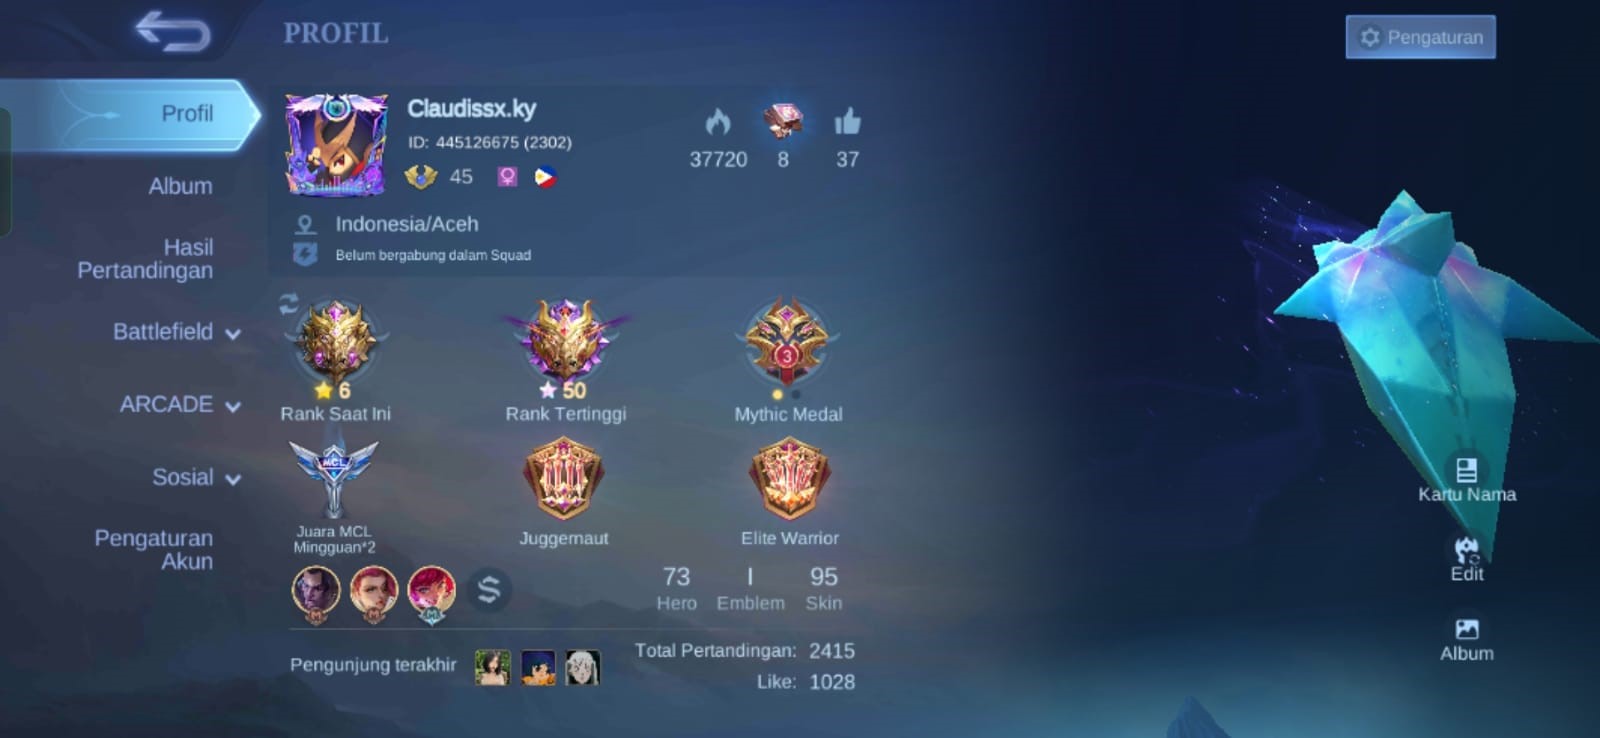 PROFIL
Pengaturan
Profil
Album
Hasil
Pertandingan
Battlefield
ARCADE
Sosial
Pengaturan
Akun
Claudissx.ky
ID: 445126675 (2302)
45
37720
8
37
Indonesia/Aceh
Belum bergabung dalam Squad
6
Rank Saat Ini
50
Rank Tertinggi
3
Mythic Medal
MCL
Juara MCL
Mingguan*2
Juggernaut
Elite Warrior
M
M
M
73
Hero
I
Emblem
95
Skin
Pengunjung terakhir
Total Pertandingan: 2415
Like: 1028
Kartu Nama
Edit
Album